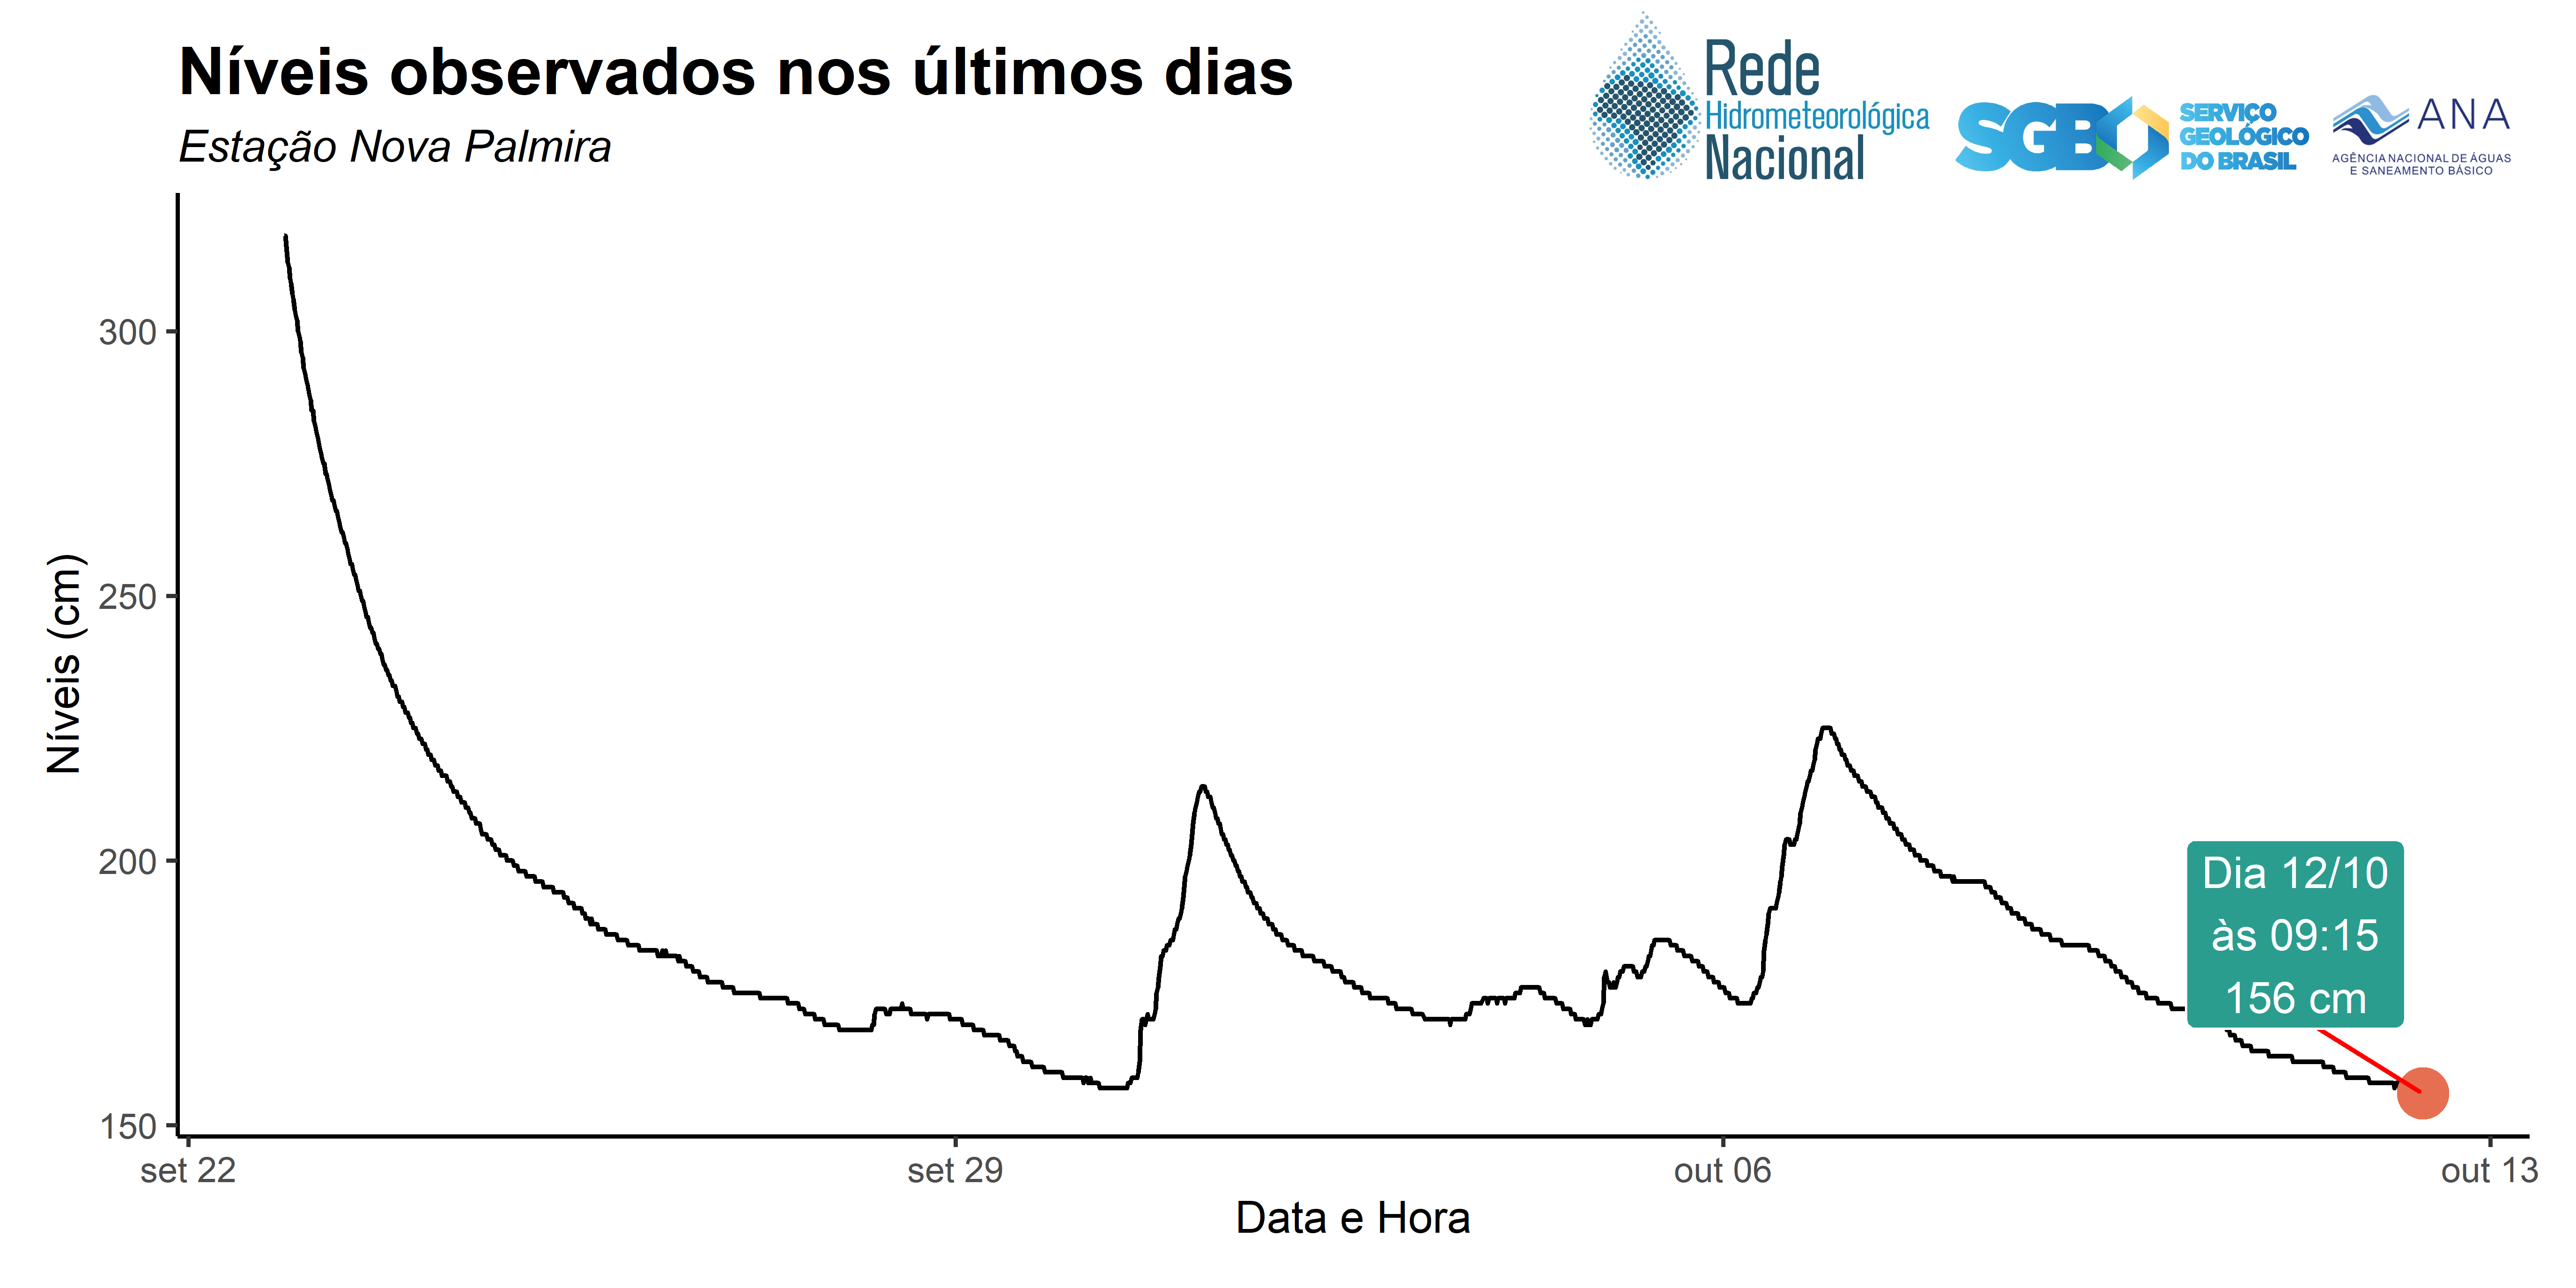 Níveis observados nos últimos dias
Estação Nova Palmira
Rede
Hidrometeorológica
Nacional
SGB
SERVIÇO
GEOLÓGICO
DO BRASIL
ANA
AGÊNCIA NACIONAL DE ÁGUAS
E SANEAMENTO BÁSICO
Níveis (cm)
300
250
200
150
Dia 12/10
às 09:15
156 cm
set 22
set 29
out 06
out 13
Data e Hora